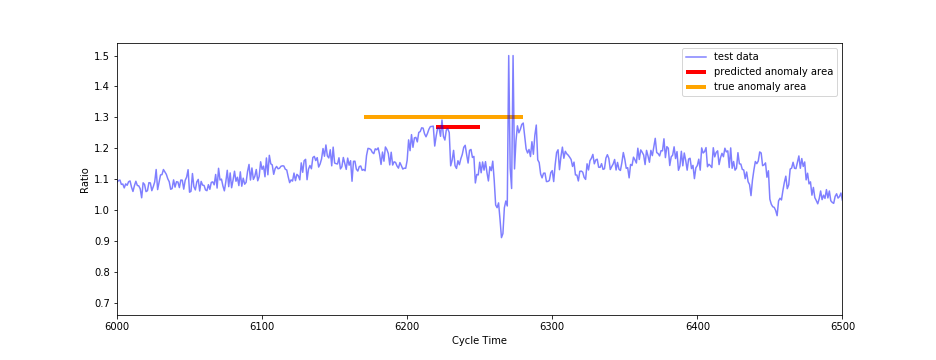 1.5
1.4
1.3
1.2
1.1
1.0
0.9
0.8
0.7
Ratio
6000 6100 6200 6300 6400 6500
Cycle Time
test data
predicted anomaly area
true anomaly area